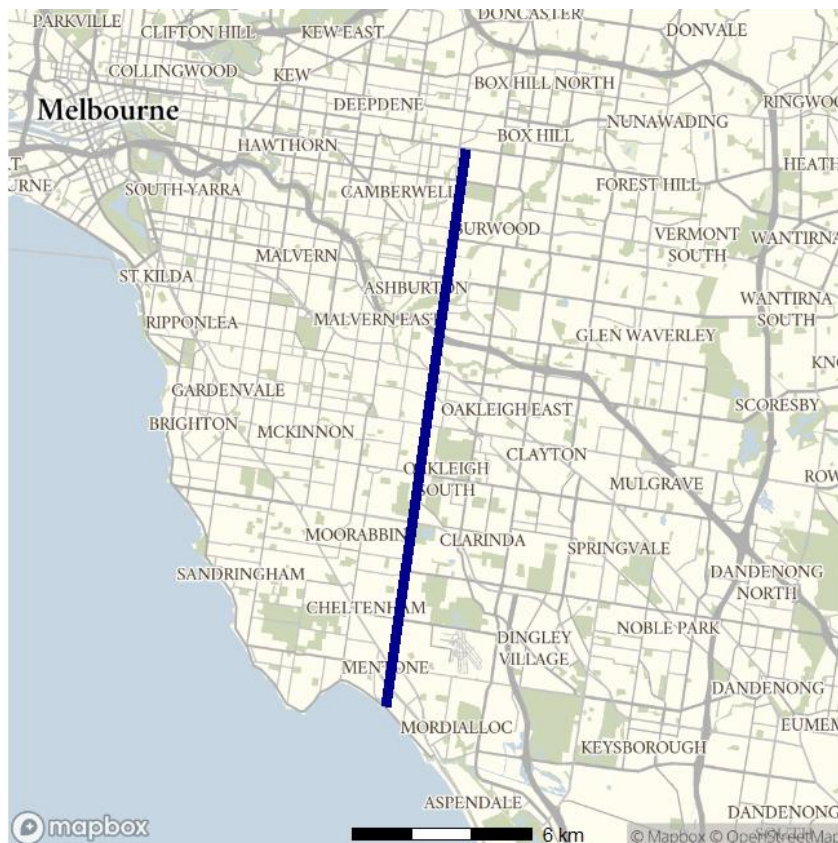 PARKVILLE
DONCASTER
CLIFTON HILL
KEW EAST
DONVALE
COLLINGWOOD
KEW
BOX HILL NORTH
Melbourne
DEEPDENE
RINGWOO
NUNAWADING
BOX HILL
HAWTHORN
HEATH
SOUTH YARRA
CAMBERWELL
FOREST HILL
URNE
BURWOOD
VERMONT
SOUTH
WANTIRNA
MALVERN
ST KILDA
ASHBURTON
WANTIRNA
SOUTH
RIPPONLEA
MALVERN EAST
GLEN WAVERLEY
KNO
GARDENVALE
OAKLEIGH EAST
SCORESBY
BRIGHTON
MCKINNON
CLAYTON
OAKLEIGH
SOUTH
MULGRAVE
ROW
MOORABBIN
CLARINDA
SPRINGVALE
SANDRINGHAM
DANDENONG
NORTH
CHELTENHAM
NOBLE PARK
DINGLEY
VILLAGE
MENTONE
DANDENONG
MORDIALLOC
EUMEM
KEYSBOROUGH
ASPENDALE
DANDENONG
SOUTH
mapbox
6 km
© Mapbox © OpenStreetMap